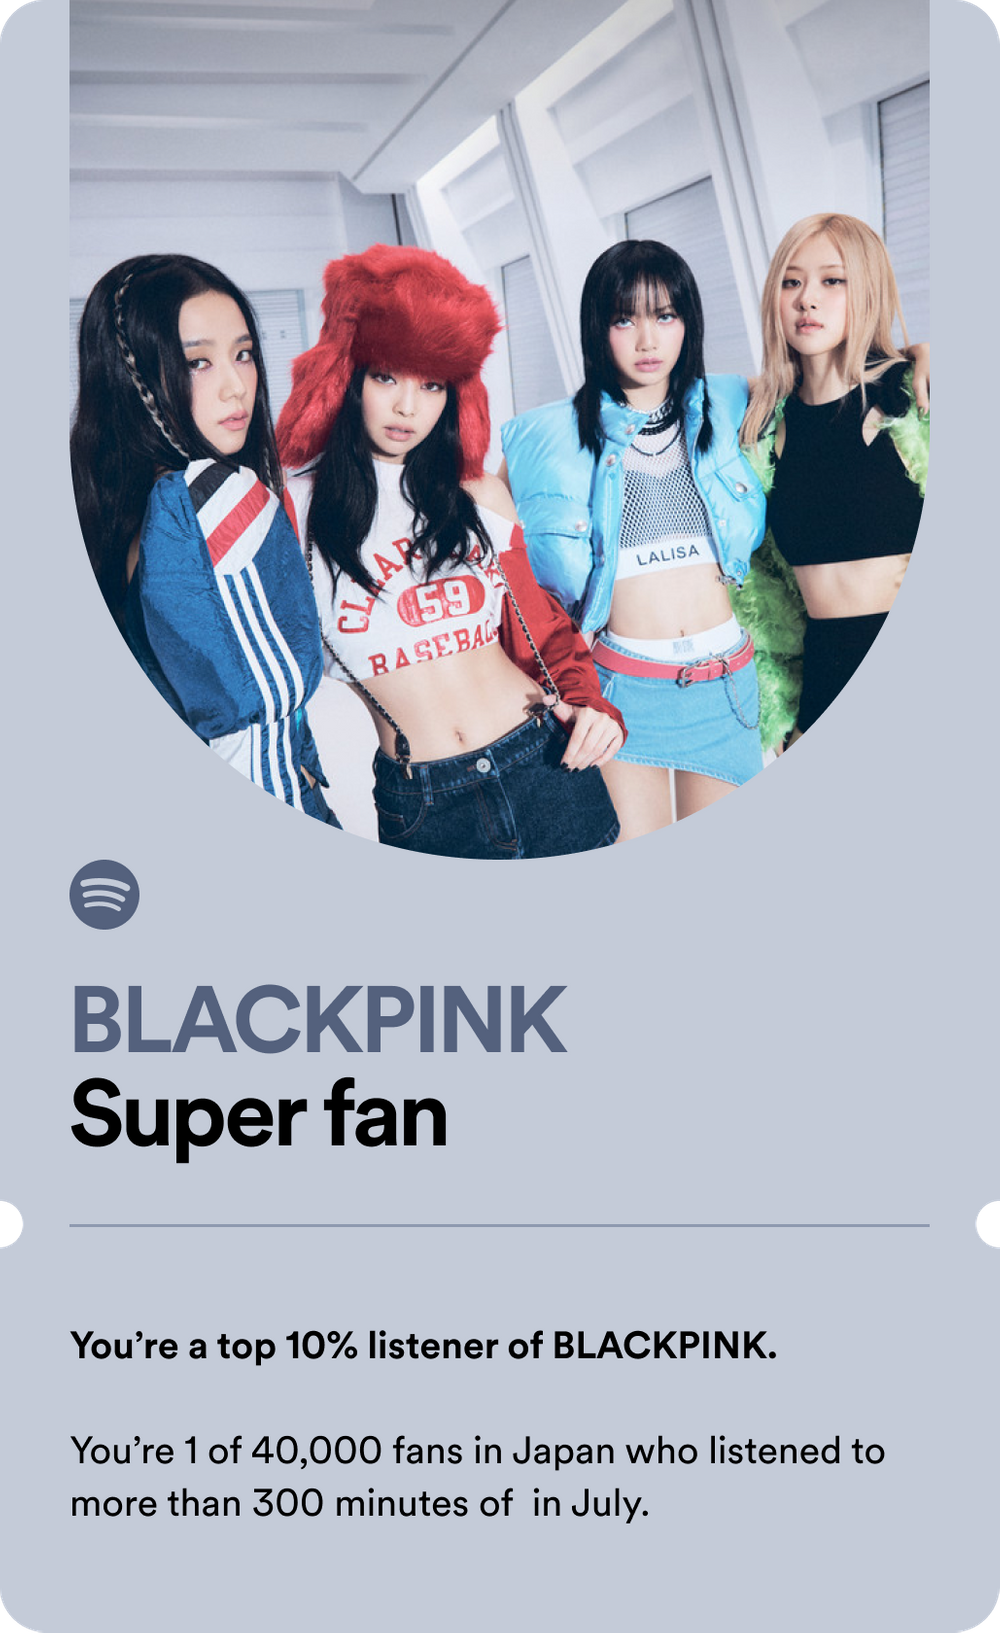 59
BASEBAL
LALISA
BLACKPINK
Super fan
You're a top 10% listener of BLACKPINK.
You’re 1 of 40,000 fans in Japan who listened to
more than 300 minutes of  in July.